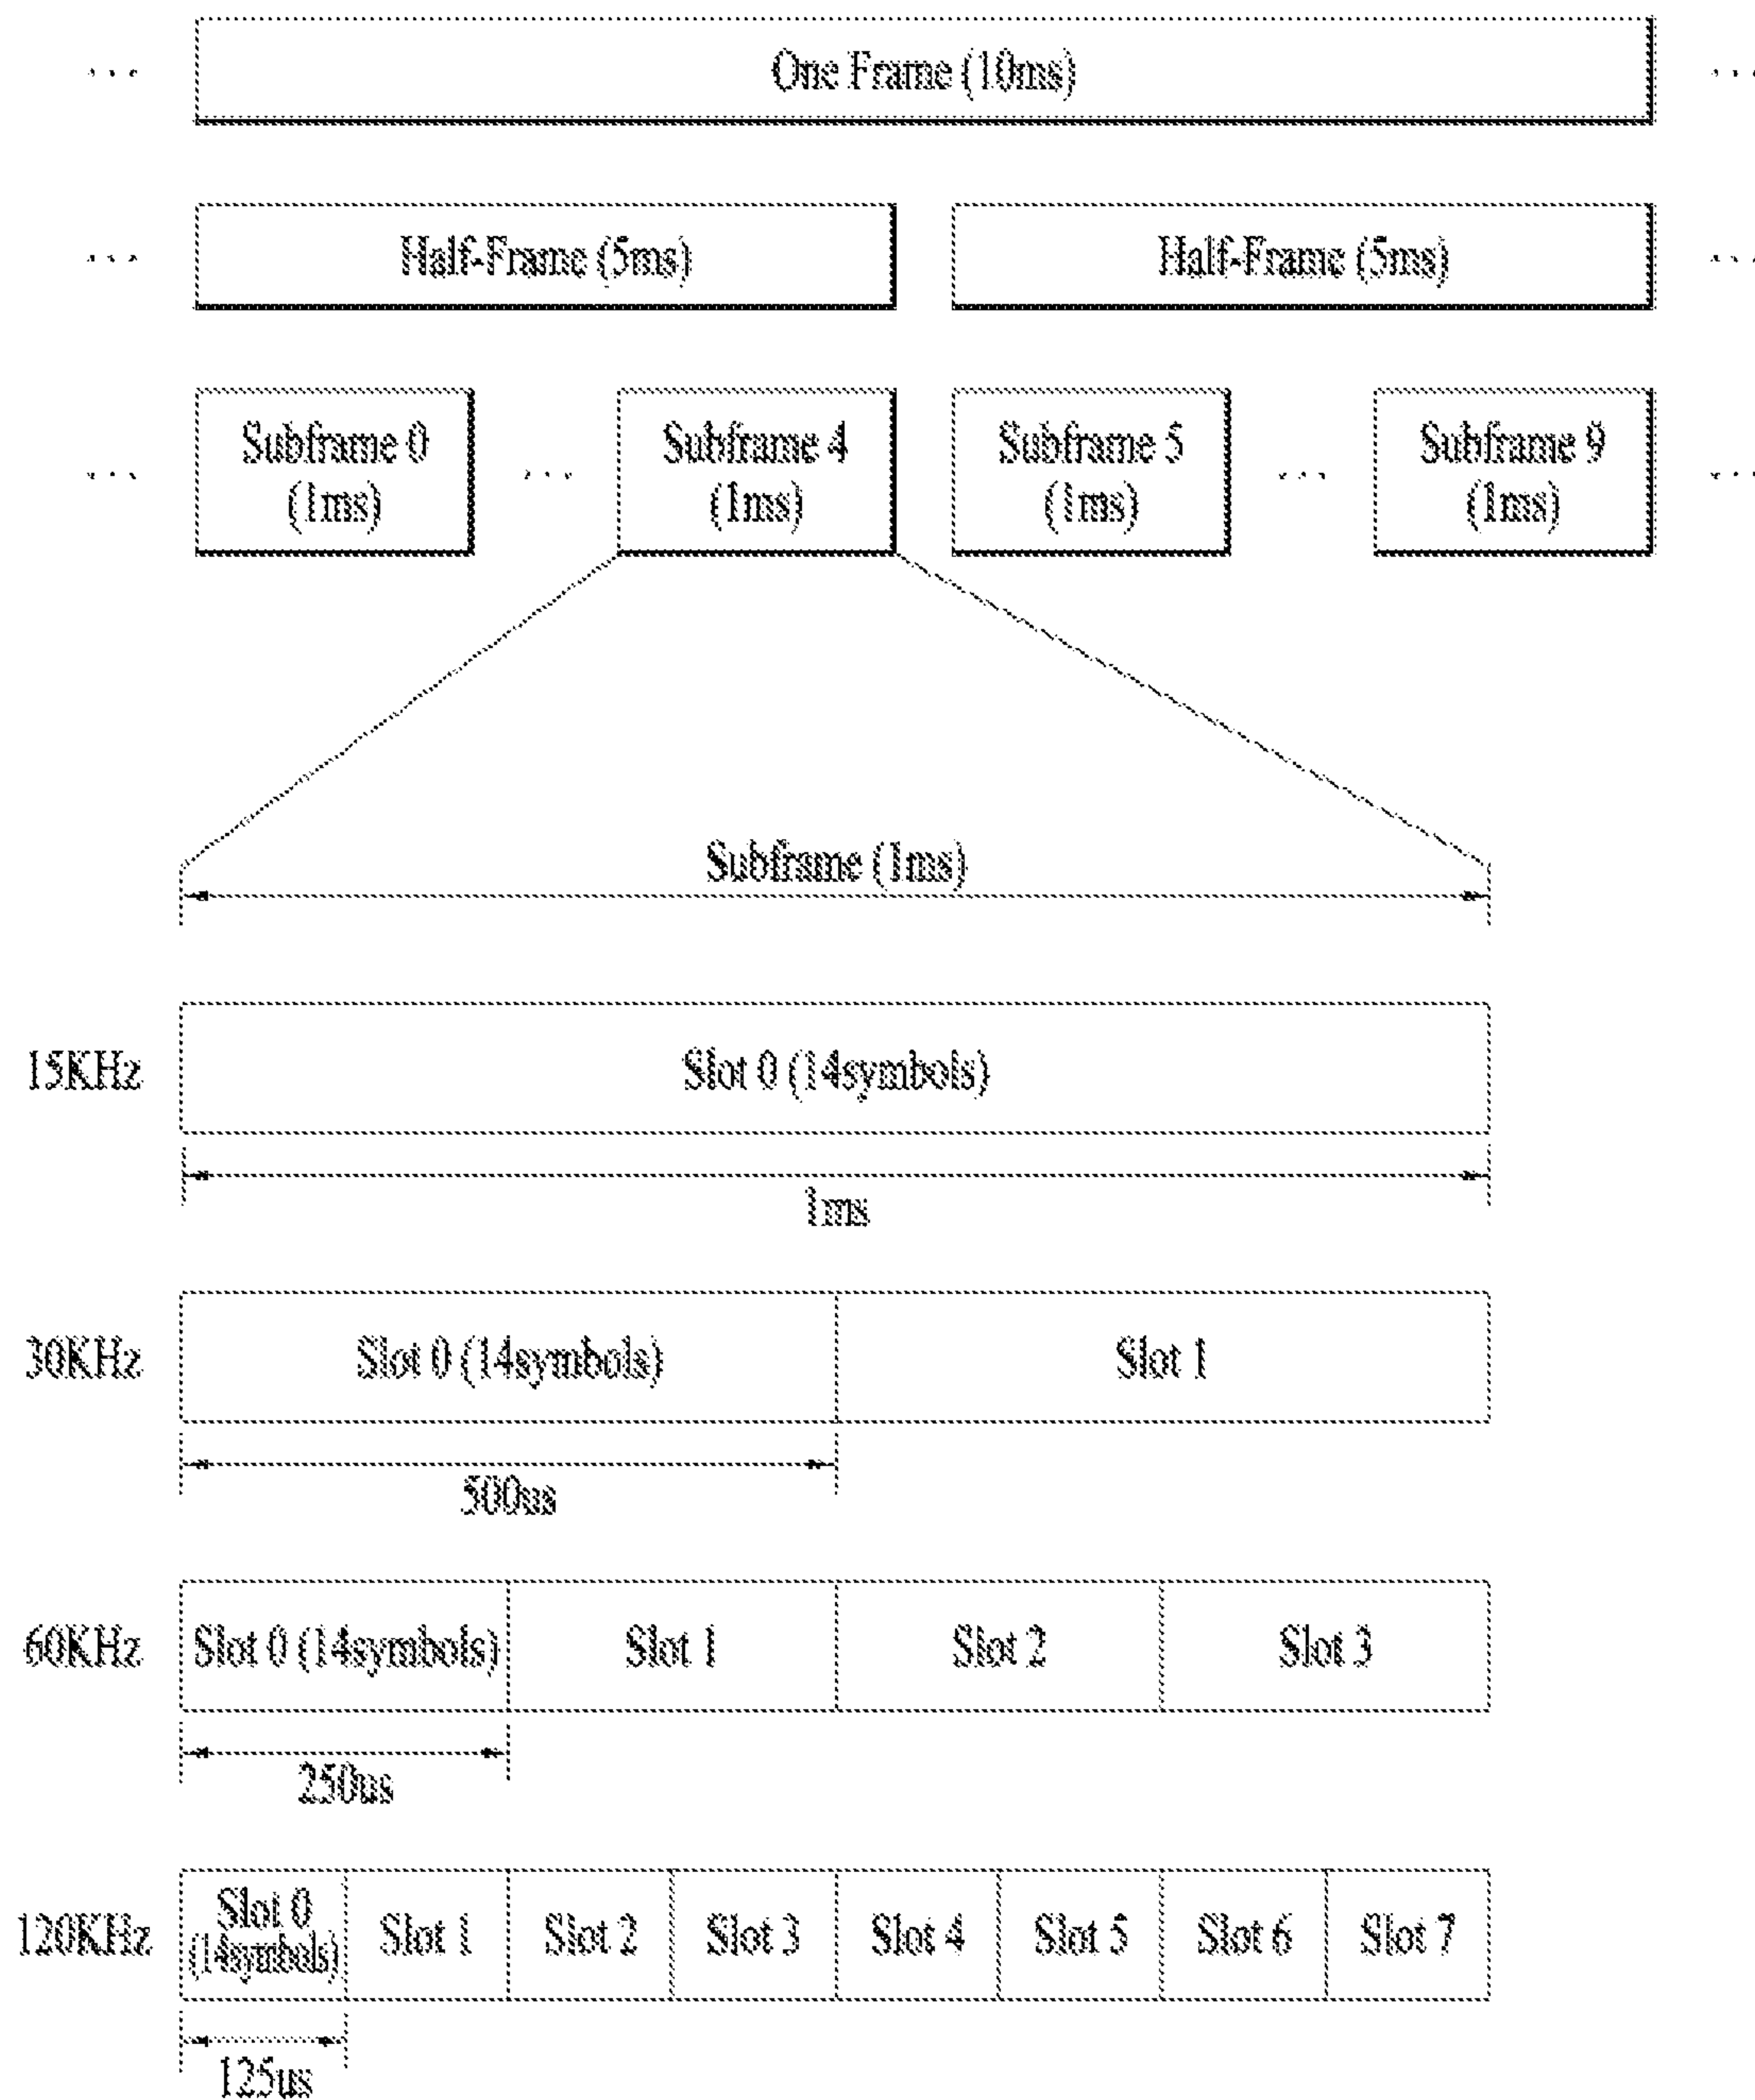 ... One Frame (10ms) ...
... Half-Frame (5ms) Half-Frame (5ms) ...
Subframe 0 Subframe 4 Subframe 5 Subframe 9
... (1ms) ... (1ms) (1ms) ... (1ms) ...
Subframe (1ms)
15KHz Slot 0 (14symbols)
1ms
30KHz Slot 0 (14symbols) Slot 1
500us
60KHz Slot 0 (14symbols) Slot 1 Slot 2 Slot 3
250us
120KHz Slot 0 (14symbols) Slot 1 Slot 2 Slot 3 Slot 4 Slot 5 Slot 6 Slot 7
125us